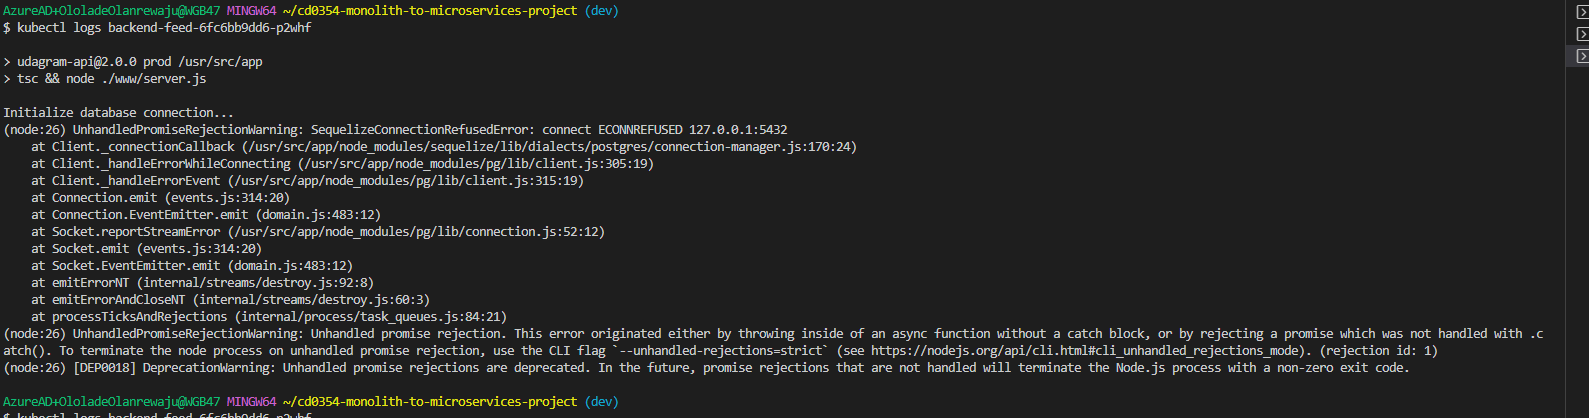 AzureAD+OloladeOlanrewaju@WGB47 MINGW64 ~/cd0354-monolith-to-microservices-project (dev)
$ kubectl logs backend-feed-6fc6bb9dd6-p2whf
> udagram-api@2.0.0 prod /usr/src/app
> tsc && node ./www/server.js
Initialize database connection...
(node:26) UnhandledPromiseRejectionWarning: SequelizeConnectionRefusedError: connect ECONNREFUSED 127.0.0.1:5432
    at Client._connectionCallback (/usr/src/app/node_modules/sequelize/lib/dialects/postgres/connection-manager.js:170:24)
    at Client._handleErrorWhileConnecting (/usr/src/app/node_modules/pg/lib/client.js:305:19)
    at Client._handleErrorEvent (/usr/src/app/node_modules/pg/lib/client.js:315:19)
    at Connection.emit (events.js:314:20)
    at Connection.EventEmitter.emit (domain.js:483:12)
    at Socket.reportStreamError (/usr/src/app/node_modules/pg/lib/connection.js:52:12)
    at Socket.emit (events.js:314:20)
    at Socket.EventEmitter.emit (domain.js:483:12)
    at emitErrorNT (internal/streams/destroy.js:92:8)
    at emitErrorAndCloseNT (internal/streams/destroy.js:60:3)
    at processTicksAndRejections (internal/process/task_queues.js:84:21)
(node:26) UnhandledPromiseRejectionWarning: Unhandled promise rejection. This error originated either by throwing inside of an async function without a catch block, or by rejecting a promise which was not handled with .c
atch(). To terminate the node process on unhandled promise rejection, use the CLI flag `--unhandled-rejections=strict` (see https://nodejs.org/api/cli.html#cli_unhandled_rejections_mode). (rejection id: 1)
(node:26) [DEP0018] DeprecationWarning: Unhandled promise rejections are deprecated. In the future, promise rejections that are not handled will terminate the Node.js process with a non-zero exit code.
AzureAD+OloladeOlanrewaju@WGB47 MINGW64 ~/cd0354-monolith-to-microservices-project (dev)
$ kubectl logs backend-feed-6fc6bb9dd6-p2whf